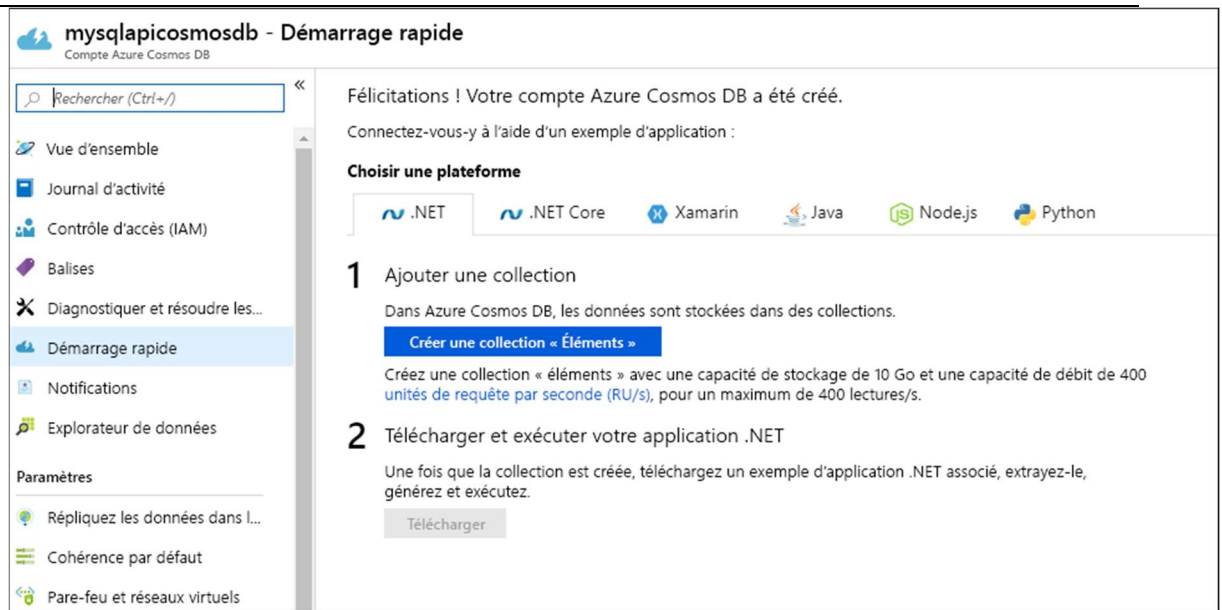 mysqlapicosmosdb - Démarrage rapide
Compte Azure Cosmos DB
Rechercher (Ctrl+/)
«
Vue d'ensemble
Journal d'activité
Contrôle d'accès (IAM)
Balises
Diagnostiquer et résoudre les...
Démarrage rapide
Notifications
Explorateur de données
Paramètres
Répliquez les données dans l...
Cohérence par défaut
Pare-feu et réseaux virtuels
Félicitations ! Votre compte Azure Cosmos DB a été créé.
Connectez-vous-y à l'aide d'un exemple d'application :
Choisir une plateforme
.NET .NET Core Xamarin Java Node.js Python
1 Ajouter une collection
Dans Azure Cosmos DB, les données sont stockées dans des collections.
Créer une collection « Éléments »
Créez une collection « éléments » avec une capacité de stockage de 10 Go et une capacité de débit de 400
unités de requête par seconde (RU/s), pour un maximum de 400 lectures/s.
2 Télécharger et exécuter votre application .NET
Une fois que la collection est créée, téléchargez un exemple d'application .NET associé, extrayez-le,
générez et exécutez.
Télécharger